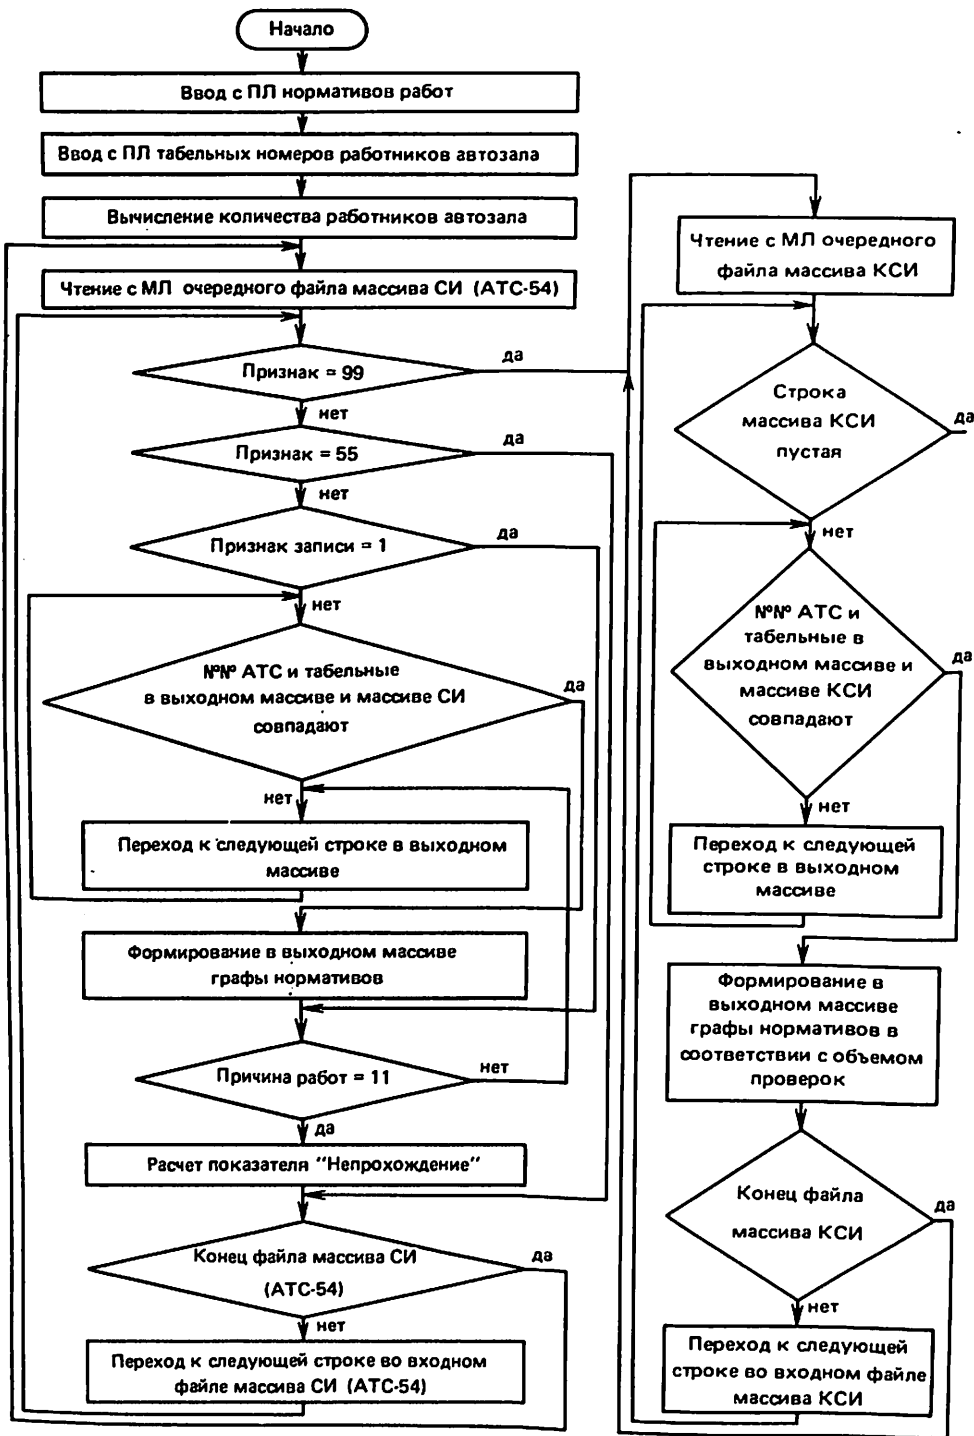 Начало
Ввод с ПЛ нормативов работ
Ввод с ПЛ табельных номеров работников автозала
Вычисление количества работников автозала
Чтение с МЛ очередного файла массива СИ (АТС-54)
Признак = 99
да
нет
Признак = 55
да
нет
Признак записи = 1
да
нет
№№ АТС и табельные
в выходном массиве и массиве СИ
совпадают
да
нет
Переход к следующей строке в выходном
массиве
Формирование в выходном массиве
графы нормативов
Причина работ = 11
нет
да
Расчет показателя "Непрохождение"
Конец файла массива СИ
(АТС-54)
да
нет
Переход к следующей строке во входном
файле массива СИ (АТС-54)
Чтение с МЛ очередного
файла массива КСИ
Строка
массива КСИ
пустая
да
нет
№№ АТС и
табельные в
выходном массиве и
массиве КСИ
совпадают
да
нет
Переход к следующей
строке в выходном
массиве
Формирование в
выходном массиве
графы нормативов в
соответствии с объемом
проверок
Конец файла
массива КСИ
да
нет
Переход к следующей
строке во входном файле
массива КСИ